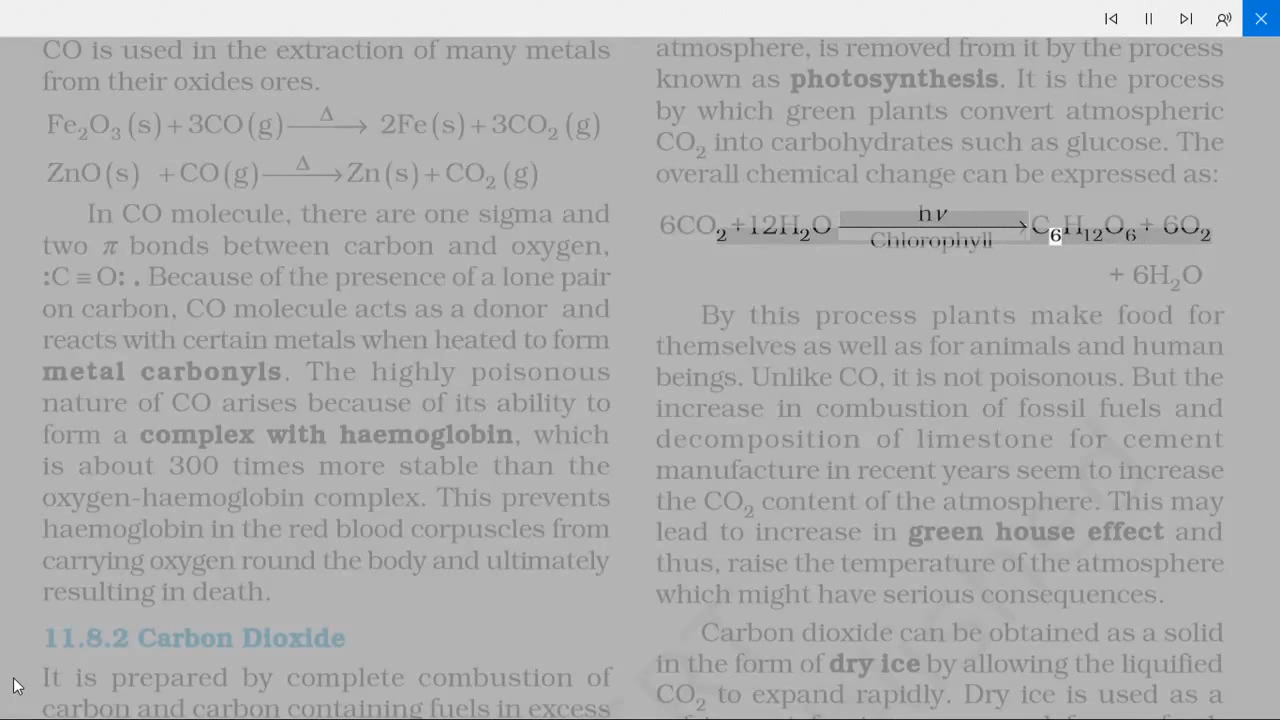 CO is used in the extraction of many metals
from their oxides ores.
Fe₂O₃(s)+3CO(g) —Δ→ 2Fe(s)+3CO₂(g)
ZnO(s) +CO(g) —Δ→ Zn(s)+CO₂(g)
In CO molecule, there are one sigma and
two π bonds between carbon and oxygen,
:C ≡ O: . Because of the presence of a lone pair
on carbon, CO molecule acts as a donor and
reacts with certain metals when heated to form
metal carbonyls. The highly poisonous
nature of CO arises because of its ability to
form a complex with haemoglobin, which
is about 300 times more stable than the
oxygen-haemoglobin complex. This prevents
haemoglobin in the red blood corpuscles from
carrying oxygen round the body and ultimately
resulting in death.
11.8.2 Carbon Dioxide
It is prepared by complete combustion of
carbon and carbon containing fuels in excess
atmosphere, is removed from it by the process
known as photosynthesis. It is the process
by which green plants convert atmospheric
CO₂ into carbohydrates such as glucose. The
overall chemical change can be expressed as:
hν
6CO₂ +12H₂O ⟶ C₆H₁₂O₆ + 6O₂
Chlorophyll
+ 6H₂O
By this process plants make food for
themselves as well as for animals and human
beings. Unlike CO, it is not poisonous. But the
increase in combustion of fossil fuels and
decomposition of limestone for cement
manufacture in recent years seem to increase
the CO₂ content of the atmosphere. This may
lead to increase in green house effect and
thus, raise the temperature of the atmosphere
which might have serious consequences.
Carbon dioxide can be obtained as a solid
in the form of dry ice by allowing the liquified
CO₂ to expand rapidly. Dry ice is used as a